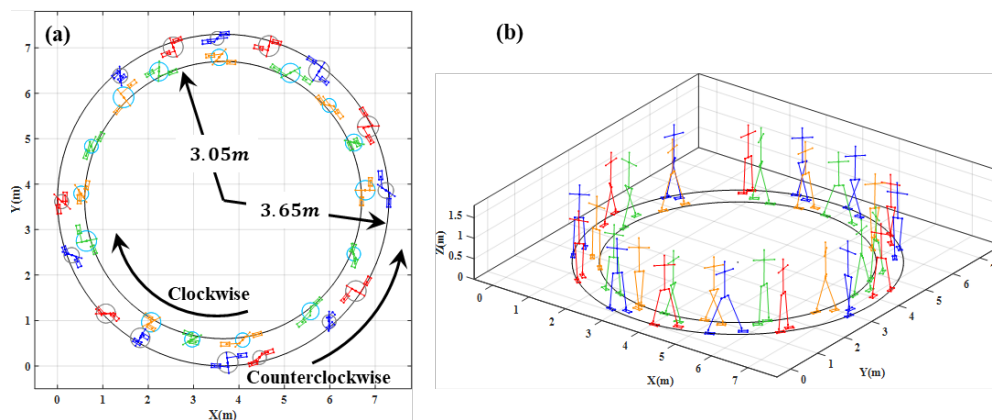 (a)
7
6
5
4
3
2
1
0
Y(m)
3.05m
3.65m
Clockwise
Counterclockwise
0 1 2 3 4 5 6 7
X(m)
(b)
1.5
1
0.5
0
Z(m)
0 1 2 3 4 5 6 7
X(m)
0 1 2 3 4 5 6
Y(m)